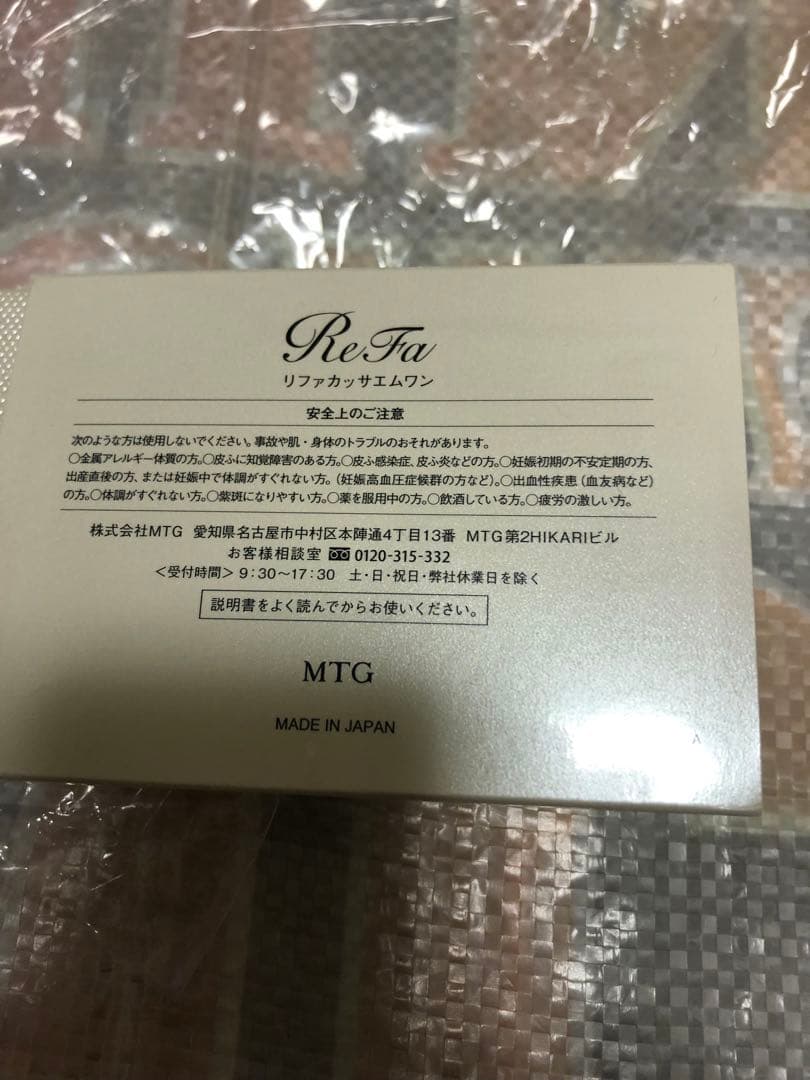 ReFa
リファカッサエムワン
安全上のご注意
次のような方は使用しないでください。事故や肌・身体のトラブルのおそれがあります。
○金属アレルギー体質の方。○皮ふに知覚障害のある方。○皮ふ感染症、皮ふ炎などの方。○妊娠初期の不安定期の方、
出産直後の方、または妊娠中で体調がすぐれない方。(妊娠高血圧症候群の方など)。○出血性疾患(血友病など)
の方。○体調がすぐれない方。○紫斑になりやすい方。○薬を服用中の方。○飲酒している方。○疲労の激しい方。
株式会社MTG 愛知県名古屋市中村区本陣通4丁目13番 MTG第2HIKARIビル
お客様相談室 0120-315-332
<受付時間> 9:30〜17:30 土・日・祝日・弊社休業日を除く
説明書をよく読んでからお使いください。
MTG
MADE IN JAPAN
A